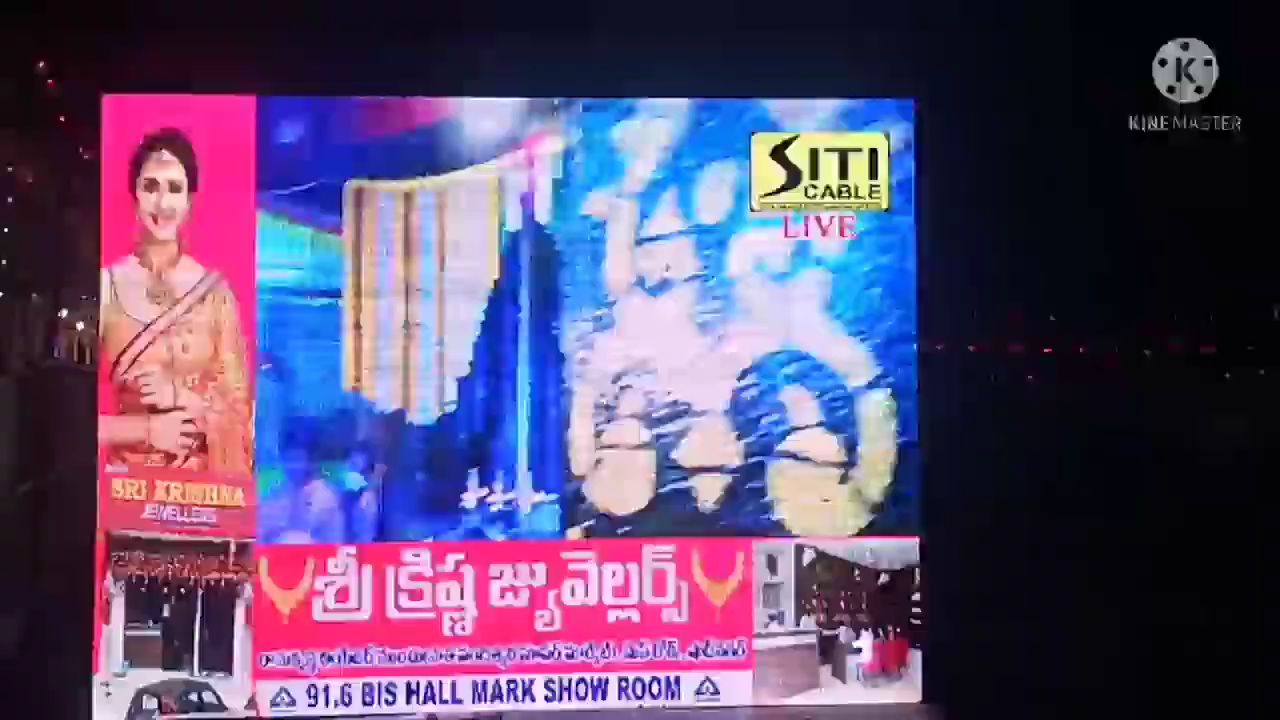 KINEMASTER
SITI
CABLE
LIVE
SRI KRISHNA
JEWELLERS
శ్రీ క్రిష్ణ జ్యువెల్లర్స్
91.6 BIS HALL MARK SHOW ROOM